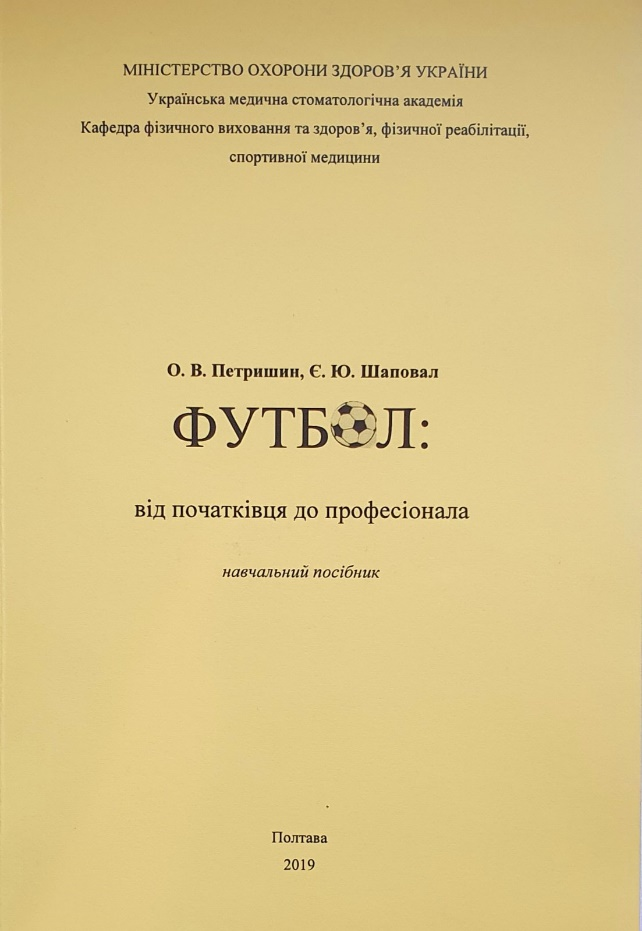 МІНІСТЕРСТВО ОХОРОНИ ЗДОРОВ'Я УКРАЇНИ
Українська медична стоматологічна академія
Кафедра фізичного виховання та здоров'я, фізичної реабілітації,
спортивної медицини
О. В. Петришин, Є. Ю. Шаповал
ФУТБОЛ:
від початківця до професіонала
навчальний посібник
Полтава
2019